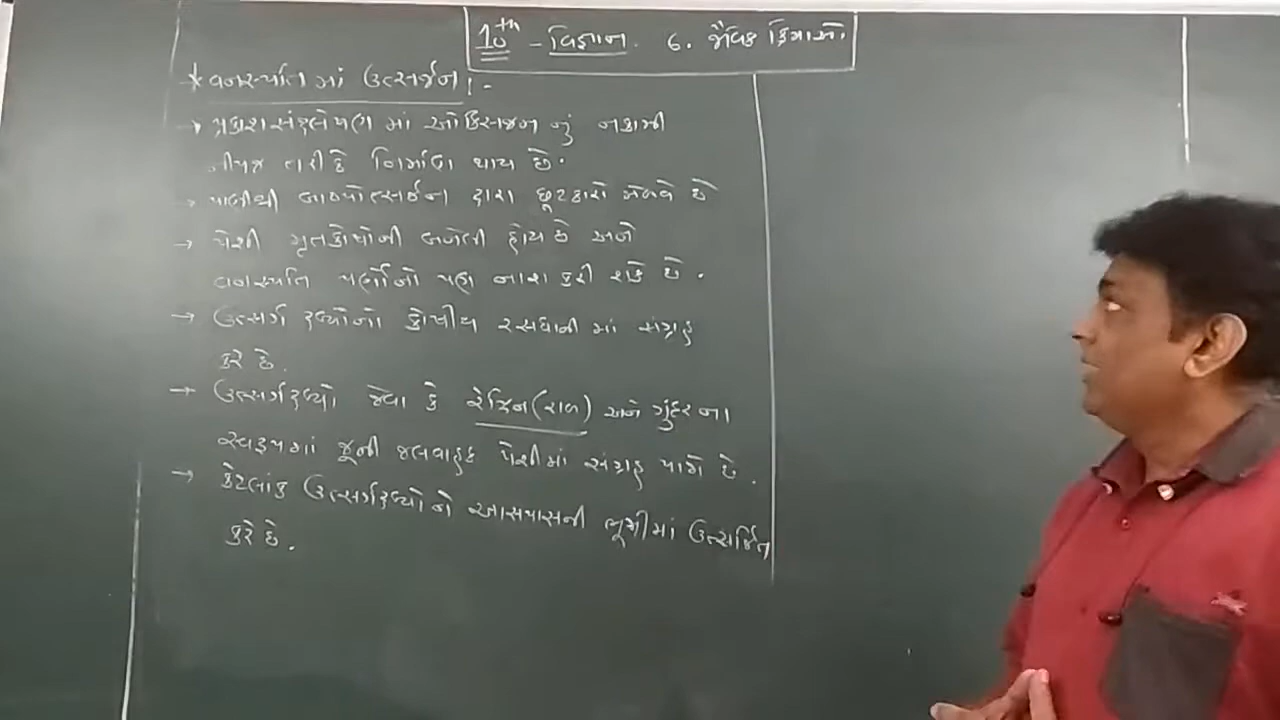 10th - વિજ્ઞાન. 6. જૈવિક ક્રિયાઓ.
* વનસ્પતિ માં ઉત્સર્જન :-
→ પ્રકાશસંશ્લેષણ માં ઓક્સિજન નું નકામી
નીપજ તરીકે નિર્માણ થાય છે.
→ પાણીથી બાષ્પોત્સર્જન દ્વારા છૂટકારો મેળવે છે
→ પેશી મૃતકોષોની બનેલી હોય છે અને
વનસ્પતિ પર્ણોનો પણ નાશ કરી શકે છે.
→ ઉત્સર્ગ દ્રવ્યોનો કોષીય રસધાની માં સંગ્રહ
કરે છે.
→ ઉત્સર્ગદ્રવ્યો જેવા કે રેઝિન(રાળ) અને ગુંદરના
સ્વરૂપમાં જૂની જલવાહક પેશીમાં સંગ્રહ પામે છે.
→ કેટલાંક ઉત્સર્ગદ્રવ્યોને આસપાસની ભૂમીમાં ઉત્સર્જિત
કરે છે.